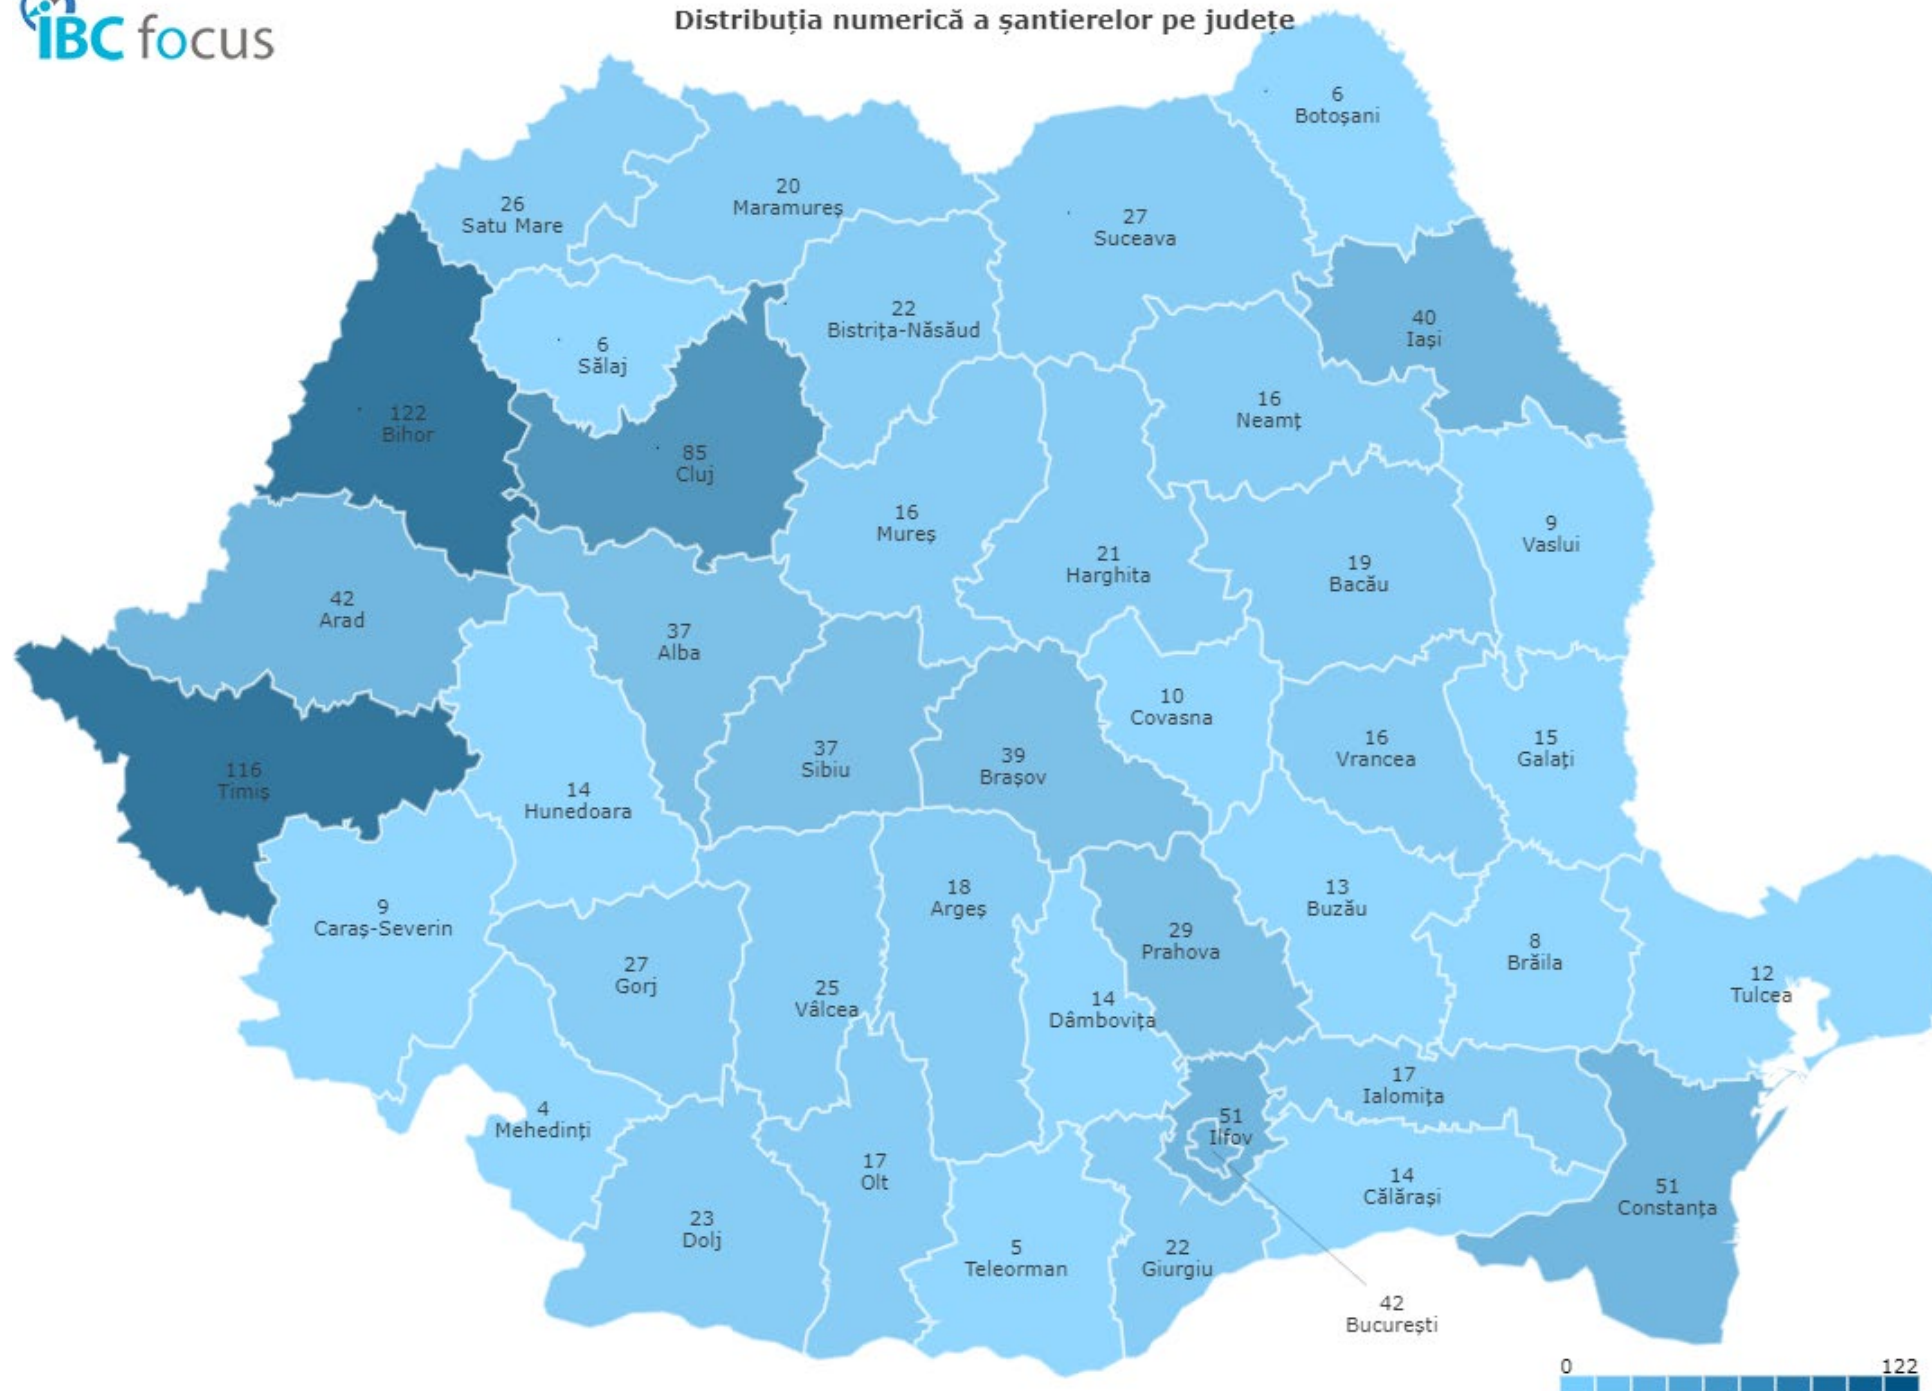 iBC focus
Distribuția numerică a șantierelor pe județe
6
Botoșani
26
Satu Mare
20
Maramureș
27
Suceava
22
Bistrița-Năsăud
40
Iași
6
Sălaj
122
Bihor
85
Cluj
16
Neamț
16
Mureș
21
Harghita
19
Bacău
9
Vaslui
42
Arad
37
Alba
10
Covasna
116
Timiș
14
Hunedoara
37
Sibiu
39
Brașov
16
Vrancea
15
Galați
9
Caraș-Severin
27
Gorj
25
Vâlcea
18
Argeș
14
Dâmbovița
29
Prahova
13
Buzău
8
Brăila
12
Tulcea
4
Mehedinți
17
Ialomița
51
Ilfov
23
Dolj
17
Olt
5
Teleorman
22
Giurgiu
14
Călărași
51
Constanța
42
București
0 122